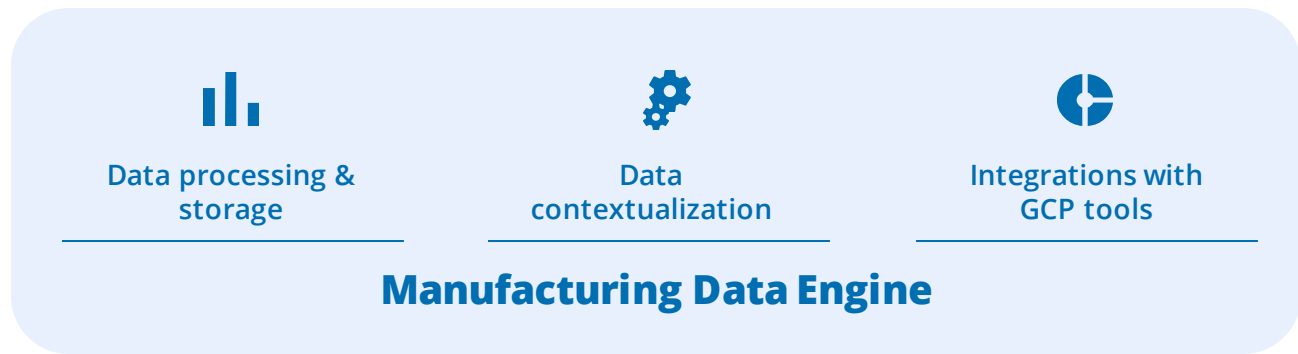 Data processing &
storage
Data
contextualization
Integrations with
GCP tools
Manufacturing Data Engine